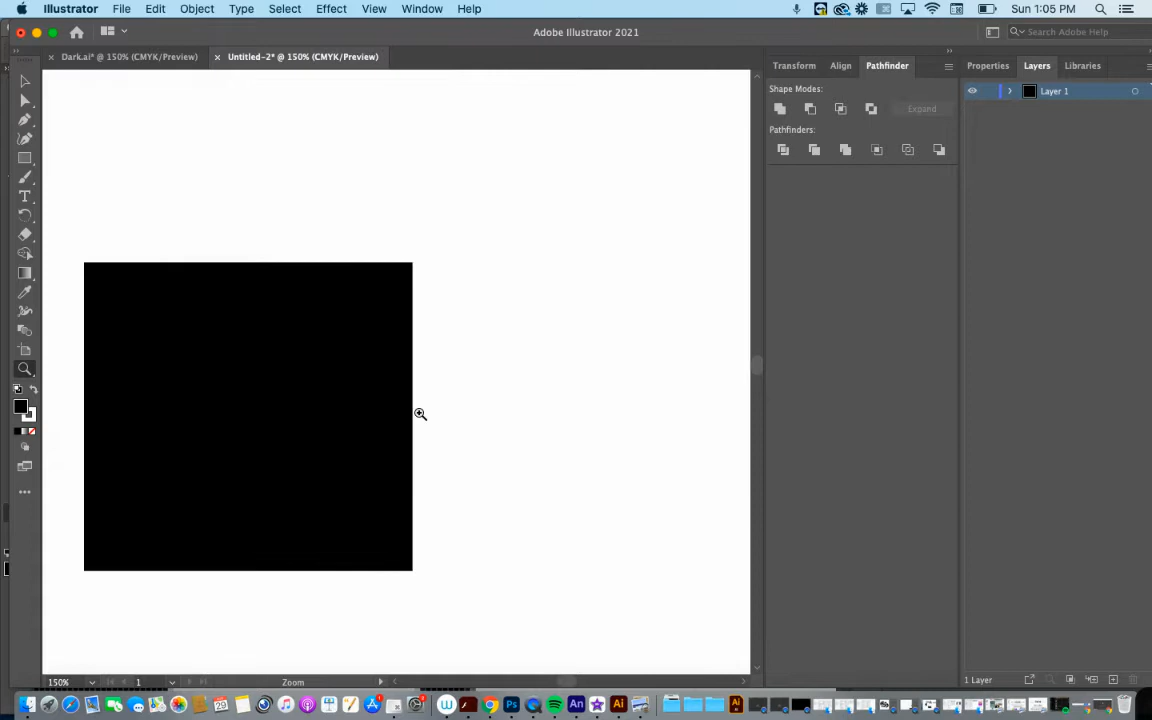 Illustrator File Edit Object Type Select Effect View Window Help Sun 1:05 PM
Adobe Illustrator 2021
Search Adobe Help
Dark.ai* @ 150% (CMYK/Preview) Untitled-2* @ 150% (CMYK/Preview)
Transform Align Pathfinder
Properties Layers Libraries
Shape Modes:
Expand
Pathfinders:
Layer 1
150% 1 Zoom
1 Layer